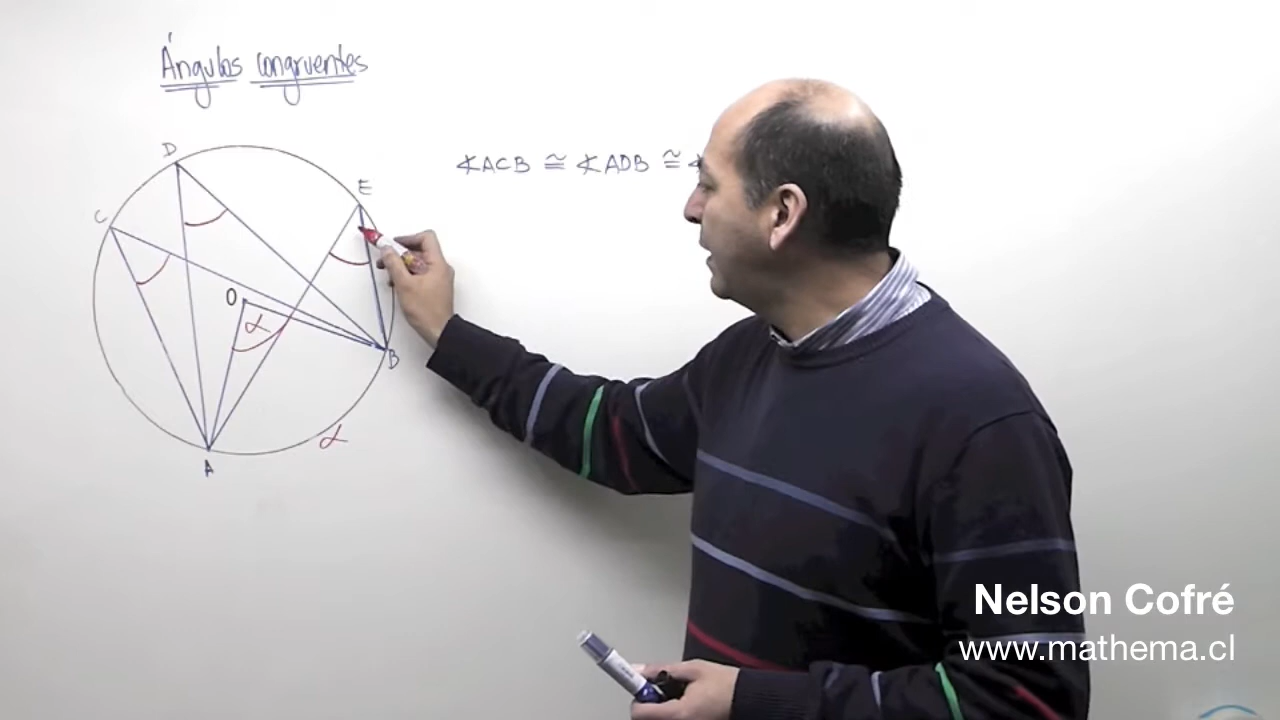 Ángulos congruentes
∡ACB ≅ ∡ADB ≅ ∡
D
E
C
O
α
B
α
A
Nelson Cofré
www.mathema.cl